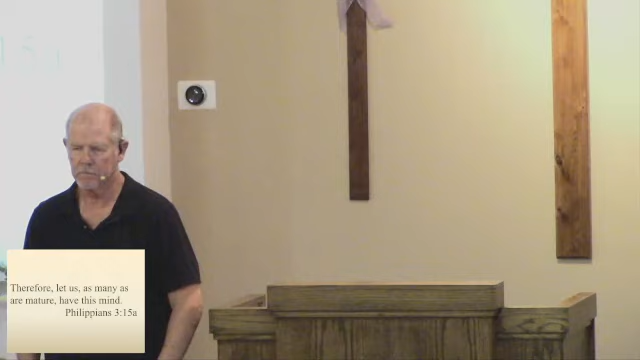 Therefore, let us, as many as
are mature, have this mind.
Philippians 3:15a